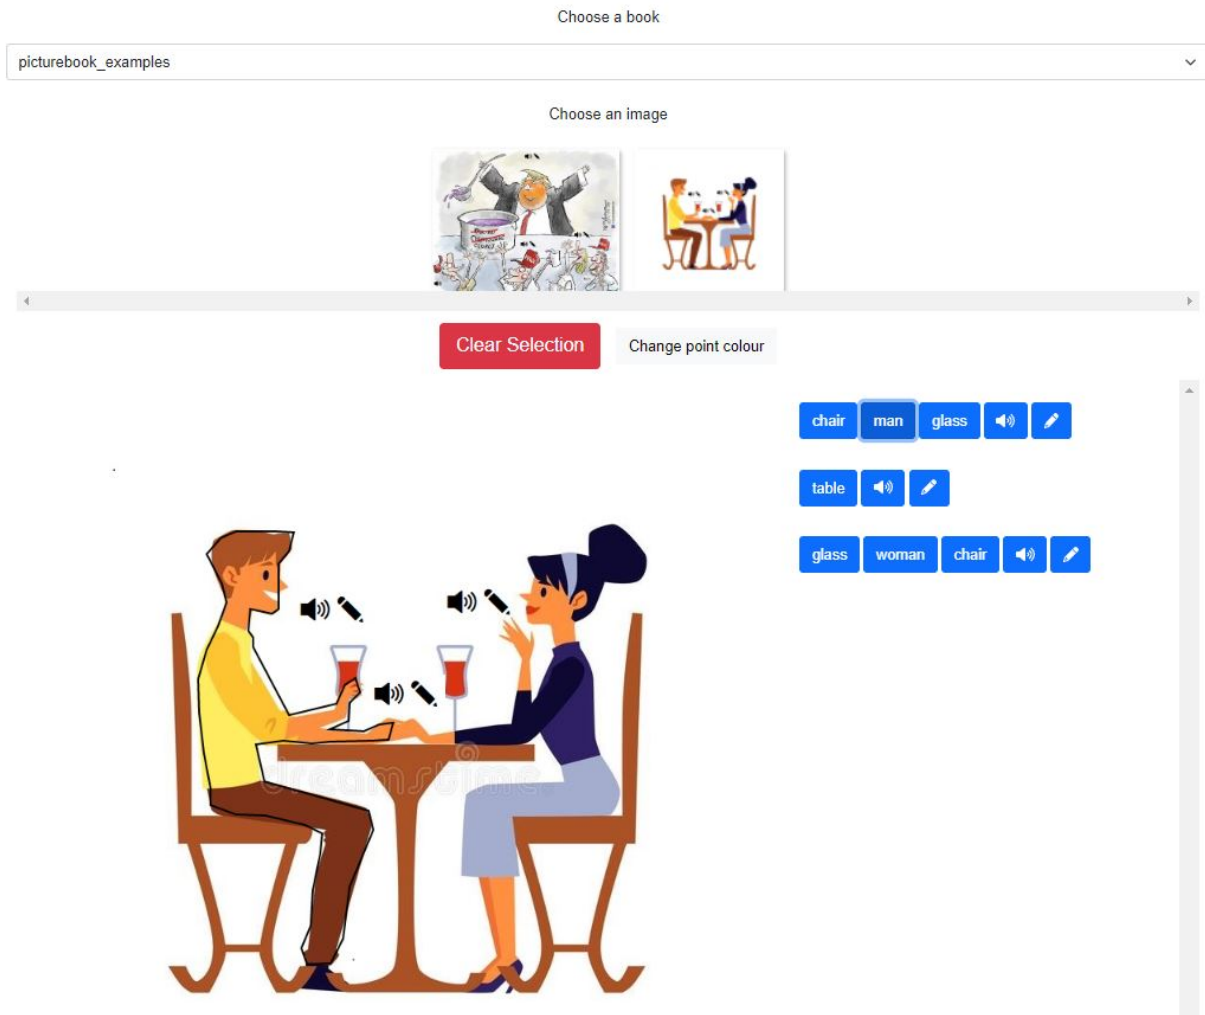 Choose a book
picturebook_examples
Choose an image
Clear Selection
Change point colour
chair man glass
table
glass woman chair
dreamstime